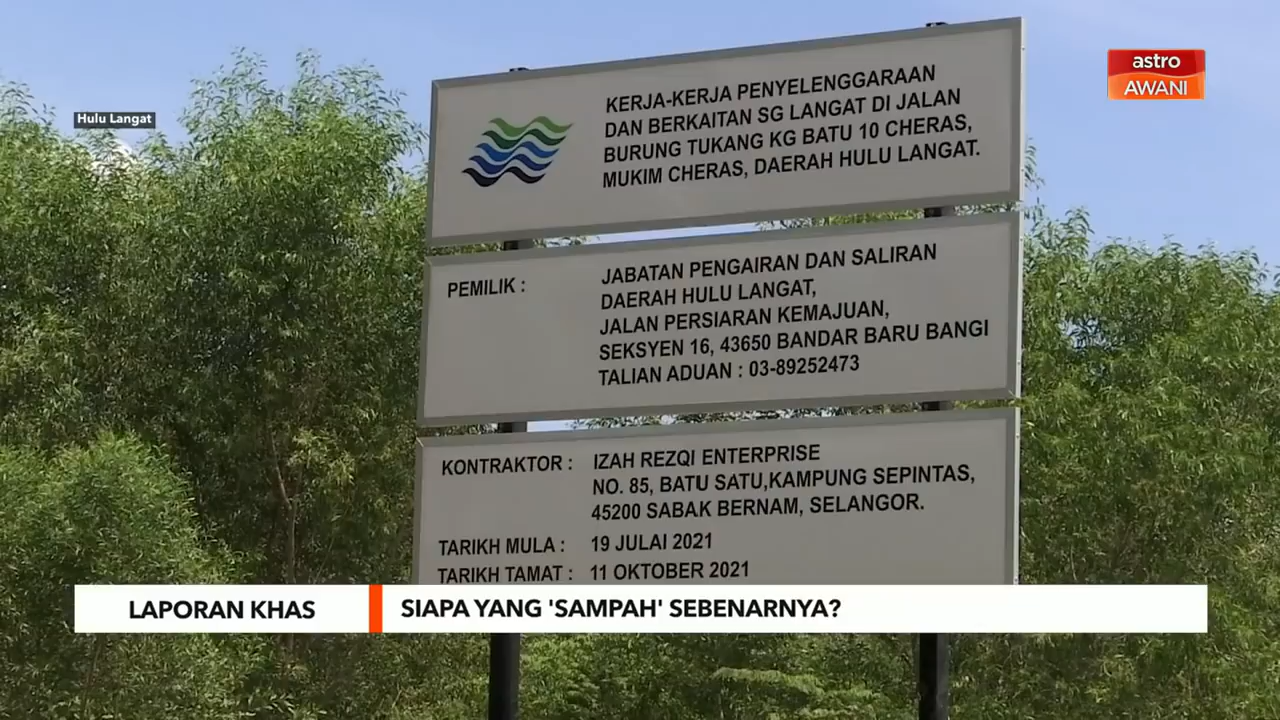 astro
AWANI
Hulu Langat
KERJA-KERJA PENYELENGGARAAN
DAN BERKAITAN SG LANGAT DI JALAN
BURUNG TUKANG KG BATU 10 CHERAS,
MUKIM CHERAS, DAERAH HULU LANGAT.
PEMILIK :
JABATAN PENGAIRAN DAN SALIRAN
DAERAH HULU LANGAT,
JALAN PERSIARAN KEMAJUAN,
SEKSYEN 16, 43650 BANDAR BARU BANGI
TALIAN ADUAN : 03-89252473
KONTRAKTOR : IZAH REZQI ENTERPRISE
NO. 85, BATU SATU,KAMPUNG SEPINTAS,
45200 SABAK BERNAM, SELANGOR.
TARIKH MULA : 19 JULAI 2021
TARIKH TAMAT : 11 OKTOBER 2021
LAPORAN KHAS
SIAPA YANG 'SAMPAH' SEBENARNYA?